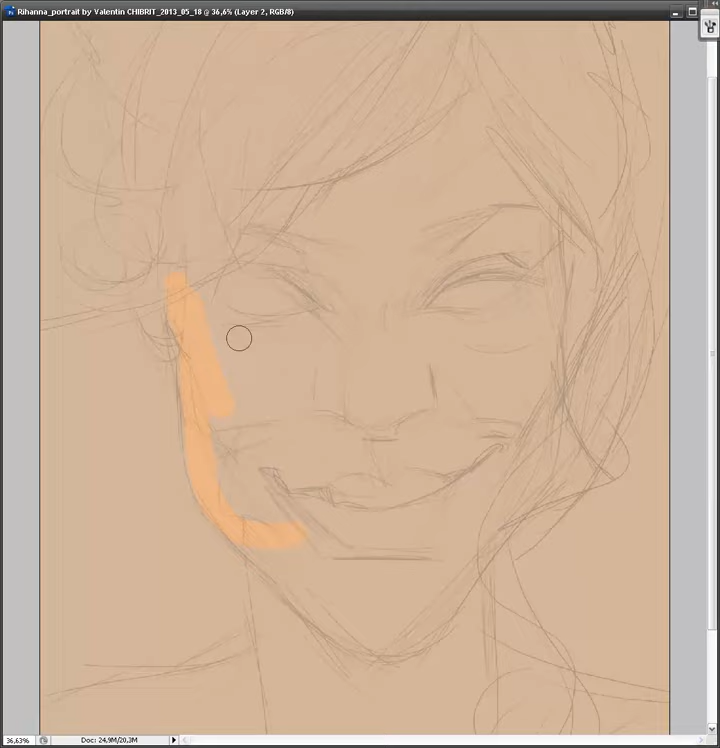 Rihanna_portrait by Valentin CHIBRIT_2013_05_18 @ 36,6% (Layer 2, RGB/8)
36,63% Doc: 24,9M/20,3M